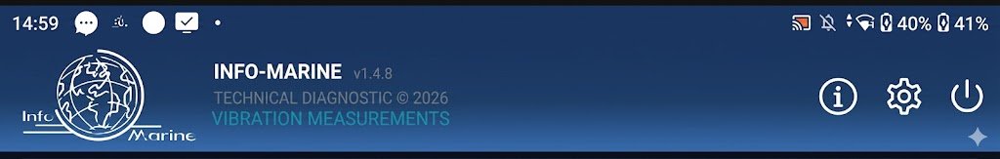 14:59 40% 41%
INFO-MARINE v1.4.8
TECHNICAL DIAGNOSTIC © 2026
VIBRATION MEASUREMENTS
Info
Marine